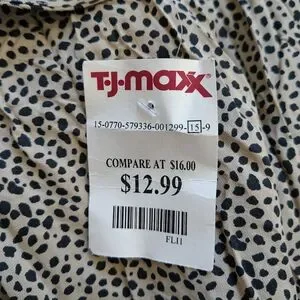 T.J.maxx
15-0770-579336-001299-15-9
COMPARE AT $16.00
$12.99
FL11